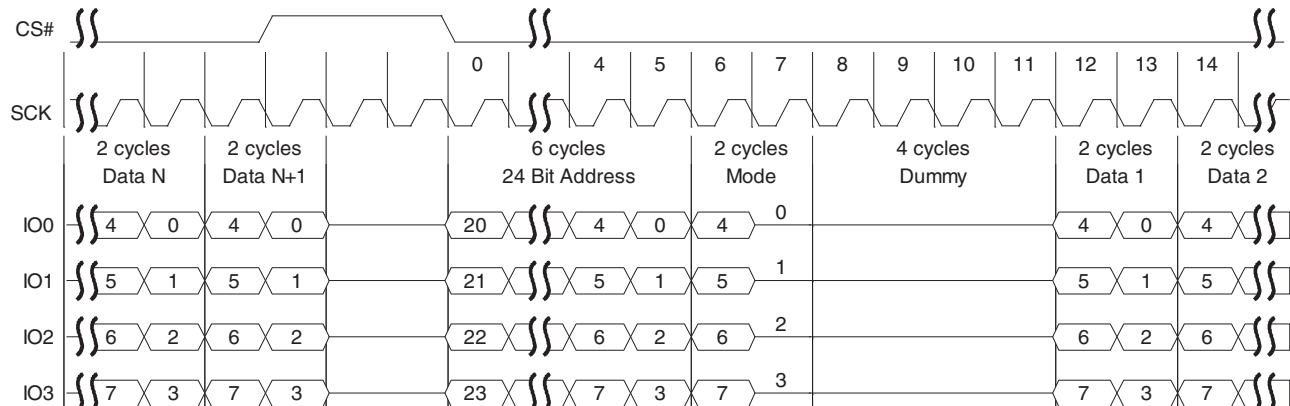 CS#
0 4 5 6 7 8 9 10 11 12 13 14
SCK
2 cycles 2 cycles 6 cycles 2 cycles 4 cycles 2 cycles 2 cycles
Data N Data N+1 24 Bit Address Mode Dummy Data 1 Data 2
IO0 4 0 4 0 20 4 0 4 0 4 0 4
IO1 5 1 5 1 21 5 1 5 1 5 1 5
IO2 6 2 6 2 22 6 2 6 2 6 2 6
IO3 7 3 7 3 23 7 3 7 3 7 3 7